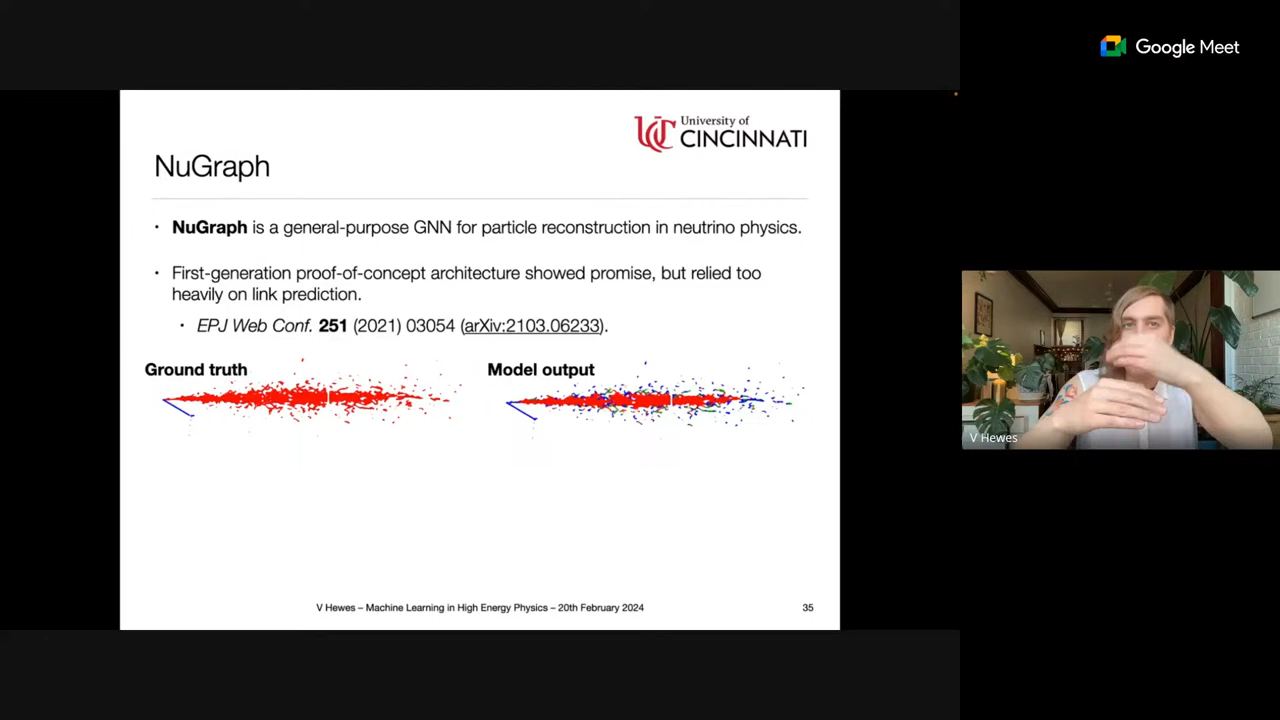 Google Meet
University of
CINCINNATI
NuGraph
• NuGraph is a general-purpose GNN for particle reconstruction in neutrino physics.
• First-generation proof-of-concept architecture showed promise, but relied too
heavily on link prediction.
• EPJ Web Conf. 251 (2021) 03054 (arXiv:2103.06233).
Ground truth
Model output
V Hewes
V Hewes – Machine Learning in High Energy Physics – 20th February 2024
35